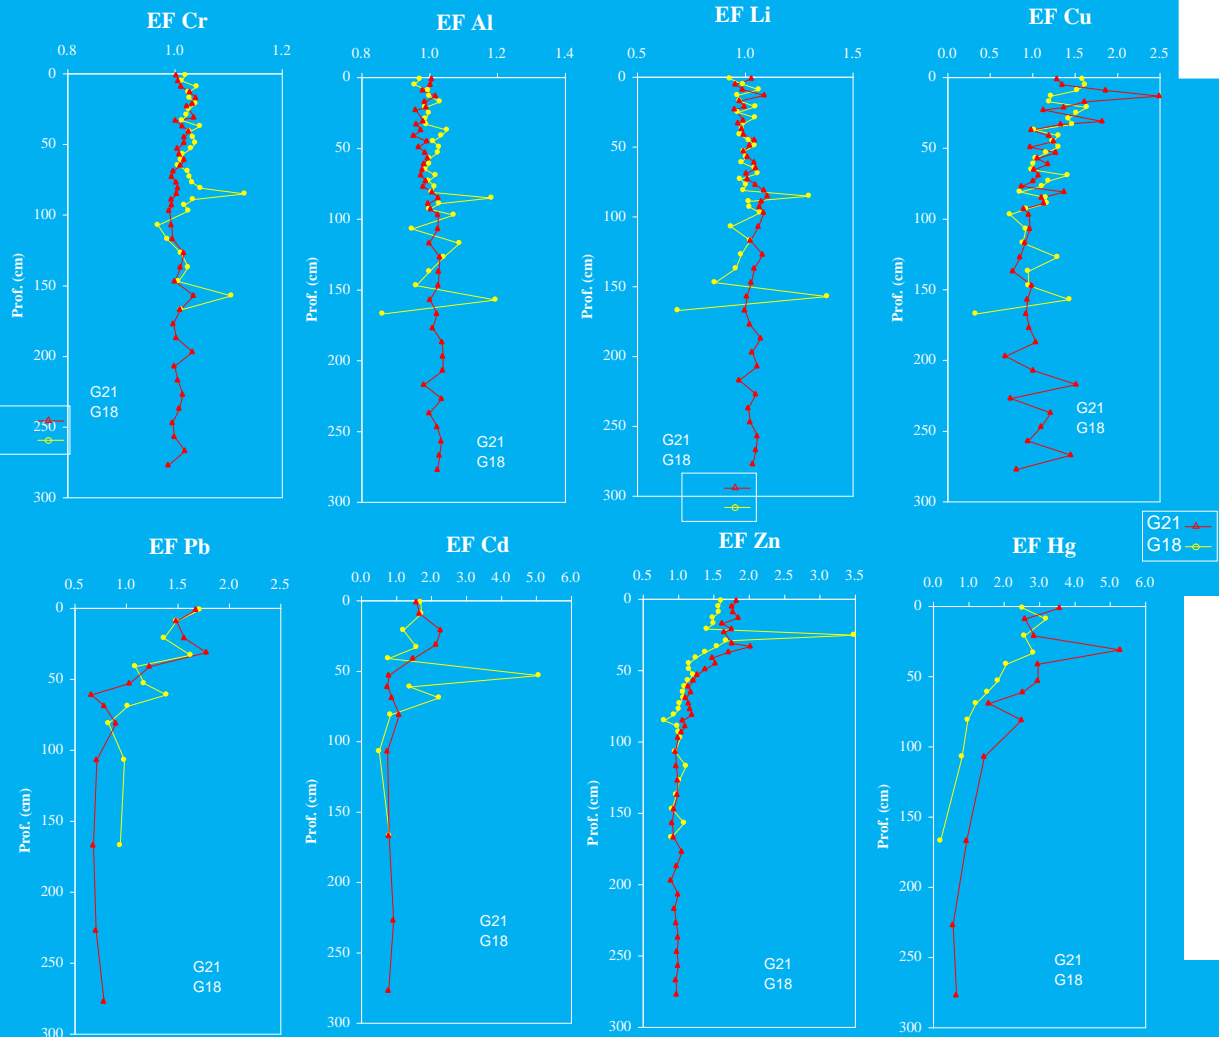 EF Cr
0.8 1.0 1.2
0
50
100
150
200
250
300
Prof. (cm)
G21
G18
EF Al
0.4 0.6 0.8 1.0 1.2 1.4
0
50
100
150
200
250
300
Prof. (cm)
G21
G18
EF Li
0.5 1.0 1.5
0
50
100
150
200
250
300
Prof. (cm)
G21
G18
EF Cu
0.0 0.5 1.0 1.5 2.0 2.5
0
50
100
150
200
250
300
Prof. (cm)
G21
G18
G21
G18
EF Pb
0.5 1.0 1.5 2.0 2.5
0
50
100
150
200
250
300
Prof. (cm)
G21
G18
EF Cd
0.0 1.0 2.0 3.0 4.0 5.0 6.0
0
50
100
150
200
250
300
Prof. (cm)
G21
G18
EF Zn
0.5 1.0 1.5 2.0 2.5 3.0 3.5
0
50
100
150
200
250
300
Prof. (cm)
G21
G18
EF Hg
0.0 1.0 2.0 3.0 4.0 5.0 6.0
0
50
100
150
200
250
300
Prof. (cm)
G21
G18